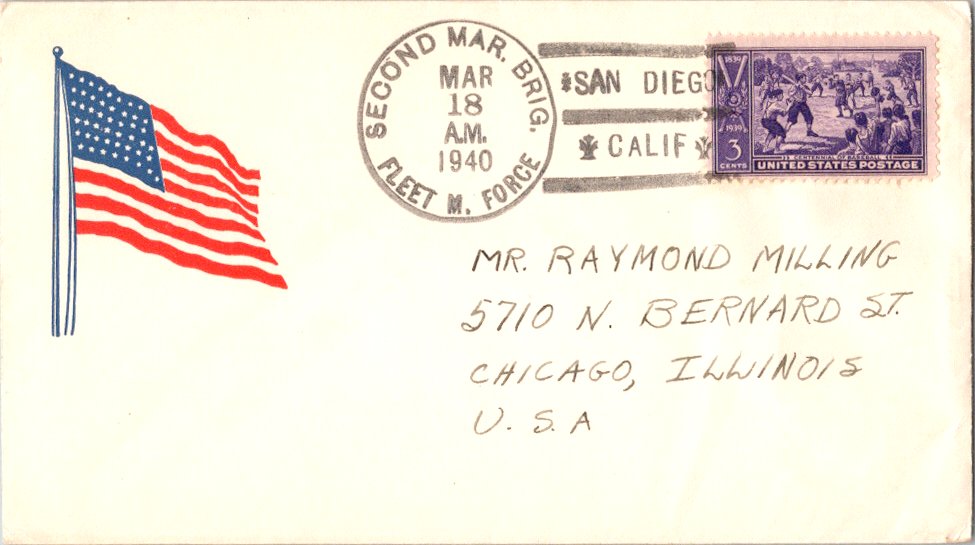 SECOND MAR. BRIG.
MAR
18
A.M.
1940
FLEET M. FORCE
SAN DIEGO
CALIF
1839
1939
3
CENTS
CENTENNIAL OF BASEBALL
UNITED STATES POSTAGE
MR. RAYMOND MILLING
5710 N. BERNARD ST.
CHICAGO, ILLINOIS
U. S. A